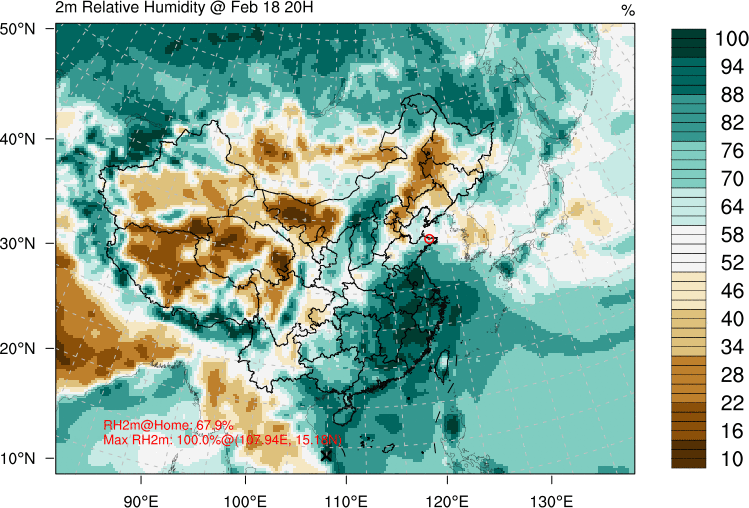 2m Relative Humidity @ Feb 18 20H
%
50°N
40°N
30°N
20°N
10°N
90°E
100°E
110°E
120°E
130°E
RH2m@Home: 67.9%
Max RH2m: 100.0%@(107.94E,
100
94
88
82
76
70
64
58
52
46
40
34
28
22
16
10